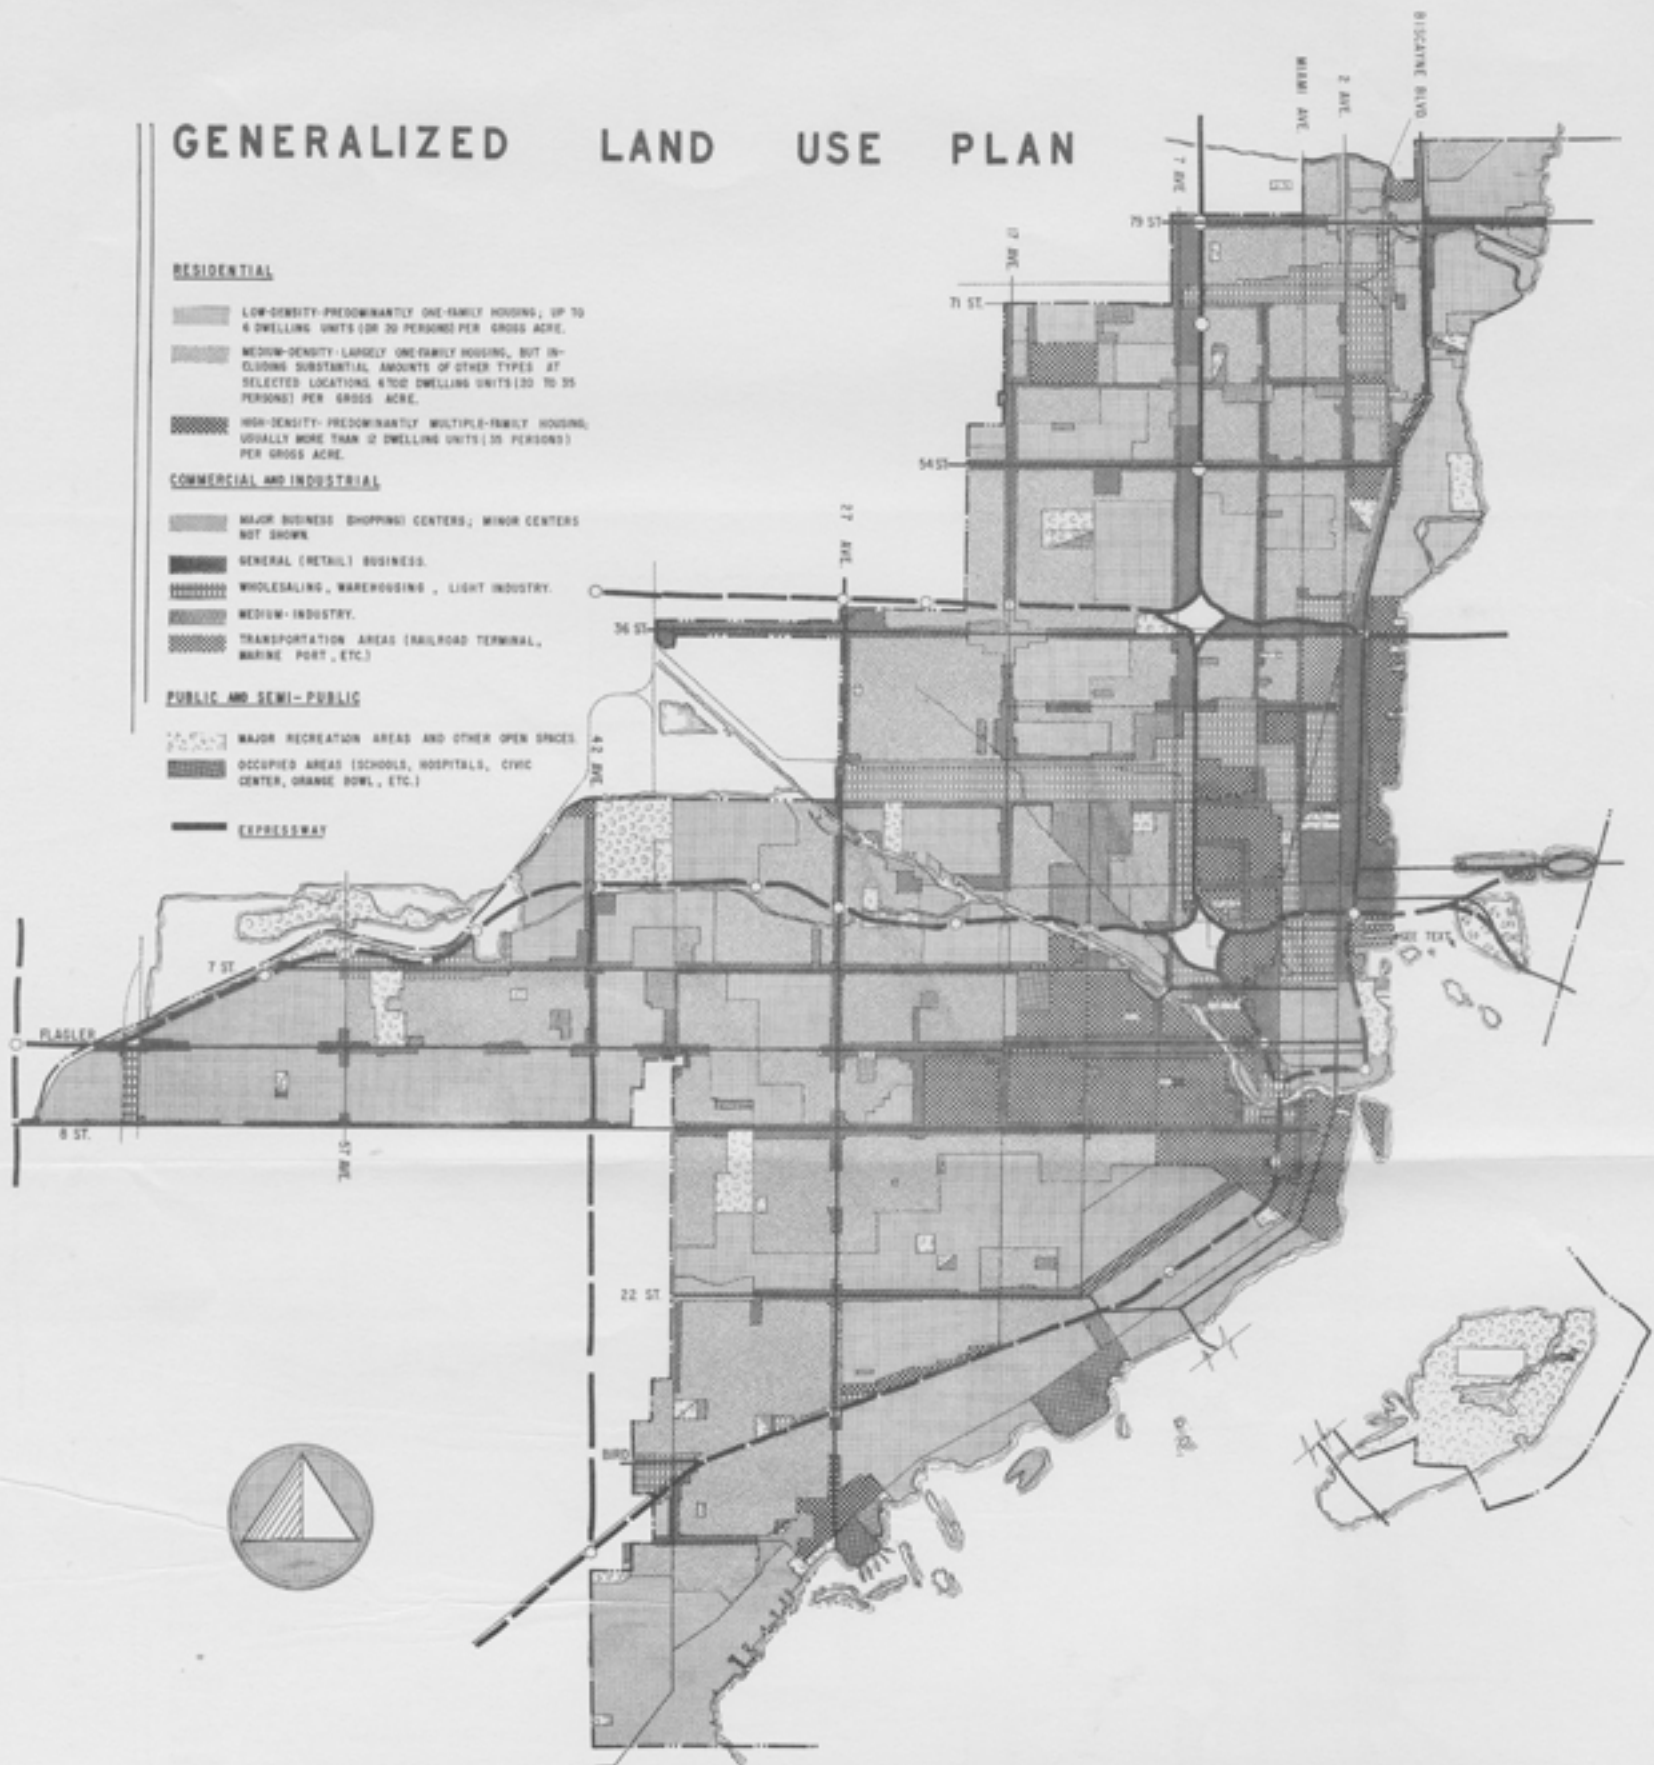 GENERALIZED LAND USE PLAN
RESIDENTIAL
LOW-DENSITY-PREDOMINANTLY ONE-FAMILY HOUSING; UP TO
6 DWELLING UNITS (OR 20 PERSONS) PER GROSS ACRE.
MEDIUM-DENSITY-LARGELY ONE-FAMILY HOUSING, BUT IN-
CLUDING SUBSTANTIAL AMOUNTS OF OTHER TYPES AT
SELECTED LOCATIONS. 6 TO 12 DWELLING UNITS (20 TO 35
PERSONS) PER GROSS ACRE.
HIGH-DENSITY-PREDOMINANTLY MULTIPLE-FAMILY HOUSING;
USUALLY MORE THAN 12 DWELLING UNITS (35 PERSONS)
PER GROSS ACRE.
COMMERCIAL AND INDUSTRIAL
MAJOR BUSINESS (SHOPPING) CENTERS; MINOR CENTERS
NOT SHOWN.
GENERAL (RETAIL) BUSINESS.
WHOLESALING, WAREHOUSING, LIGHT INDUSTRY.
MEDIUM-INDUSTRY.
TRANSPORTATION AREAS (RAILROAD TERMINAL,
MARINE PORT, ETC.)
PUBLIC AND SEMI-PUBLIC
MAJOR RECREATION AREAS AND OTHER OPEN SPACES.
OCCUPIED AREAS (SCHOOLS, HOSPITALS, CIVIC
CENTER, ORANGE BOWL, ETC.)
EXPRESSWAY
BISCAYNE BLVD
MIAMI AVE.
2 AVE.
7 AVE.
17 AVE.
27 AVE.
42 AVE.
57 AVE.
79 ST.
71 ST.
54 ST.
36 ST.
7 ST.
FLAGLER
8 ST.
22 ST.
BIRD
SEE TEXT